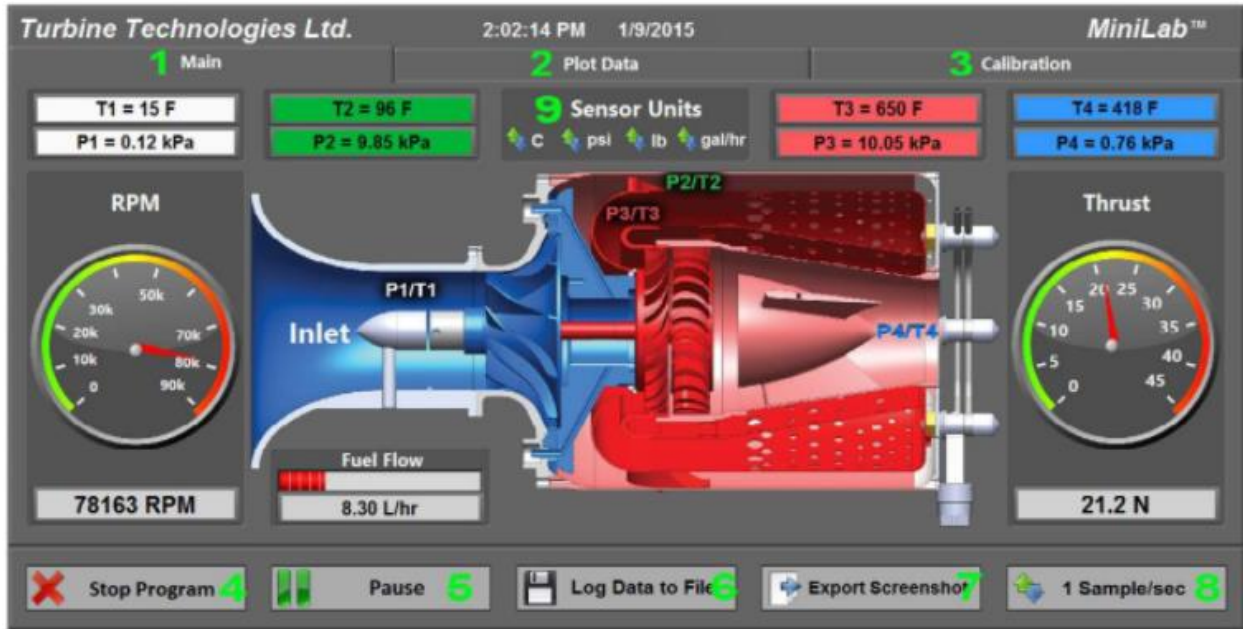 Turbine Technologies Ltd. 2:02:14 PM 1/9/2015 MiniLab™
1 Main 2 Plot Data 3 Calibration
T1 = 15 F T2 = 96 F 9 Sensor Units T3 = 650 F T4 = 418 F
P1 = 0.12 kPa P2 = 9.85 kPa C psi lb gal/hr P3 = 10.05 kPa P4 = 0.76 kPa
RPM
0 10k 20k 30k 50k 70k 80k 90k
78163 RPM
P2/T2
P3/T3
P1/T1
Inlet
P4/T4
Fuel Flow
8.30 L/hr
Thrust
0 5 10 15 20 25 30 35 40 45
21.2 N
Stop Program 4 Pause 5 Log Data to File 6 Export Screenshot 7 1 Sample/sec 8